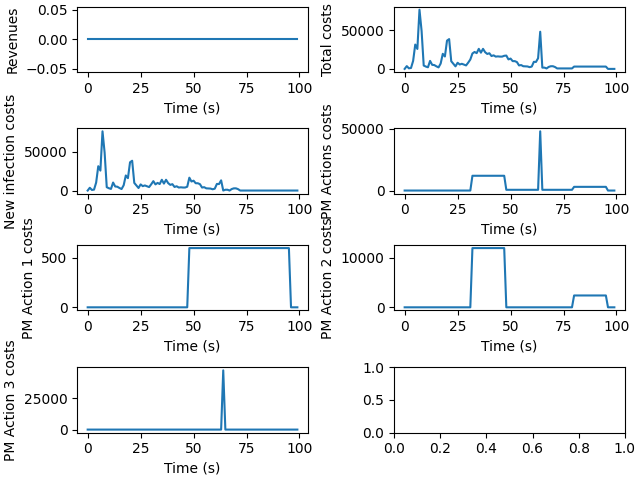 Revenues
0.05
0.00
−0.05
0 25 50 75 100
Time (s)
Total costs
50000
0
0 25 50 75 100
Time (s)
New infection costs
50000
0
0 25 50 75 100
Time (s)
PM Actions costs
50000
0
0 25 50 75 100
Time (s)
PM Action 1 costs
500
0
0 25 50 75 100
Time (s)
PM Action 2 costs
10000
0
0 25 50 75 100
Time (s)
PM Action 3 costs
25000
0
0 25 50 75 100
Time (s)
1.0
0.5
0.0
0.0 0.2 0.4 0.6 0.8 1.0